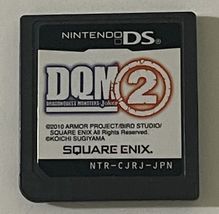 NINTENDO DS
DQM 2
DRAGONQUEST MONSTERS Joker
©2010 ARMOR PROJECT/BIRD STUDIO/
SQUARE ENIX All Rights Reserved.
©KOICHI SUGIYAMA
SQUARE ENIX
NTR-CJRJ-JPN